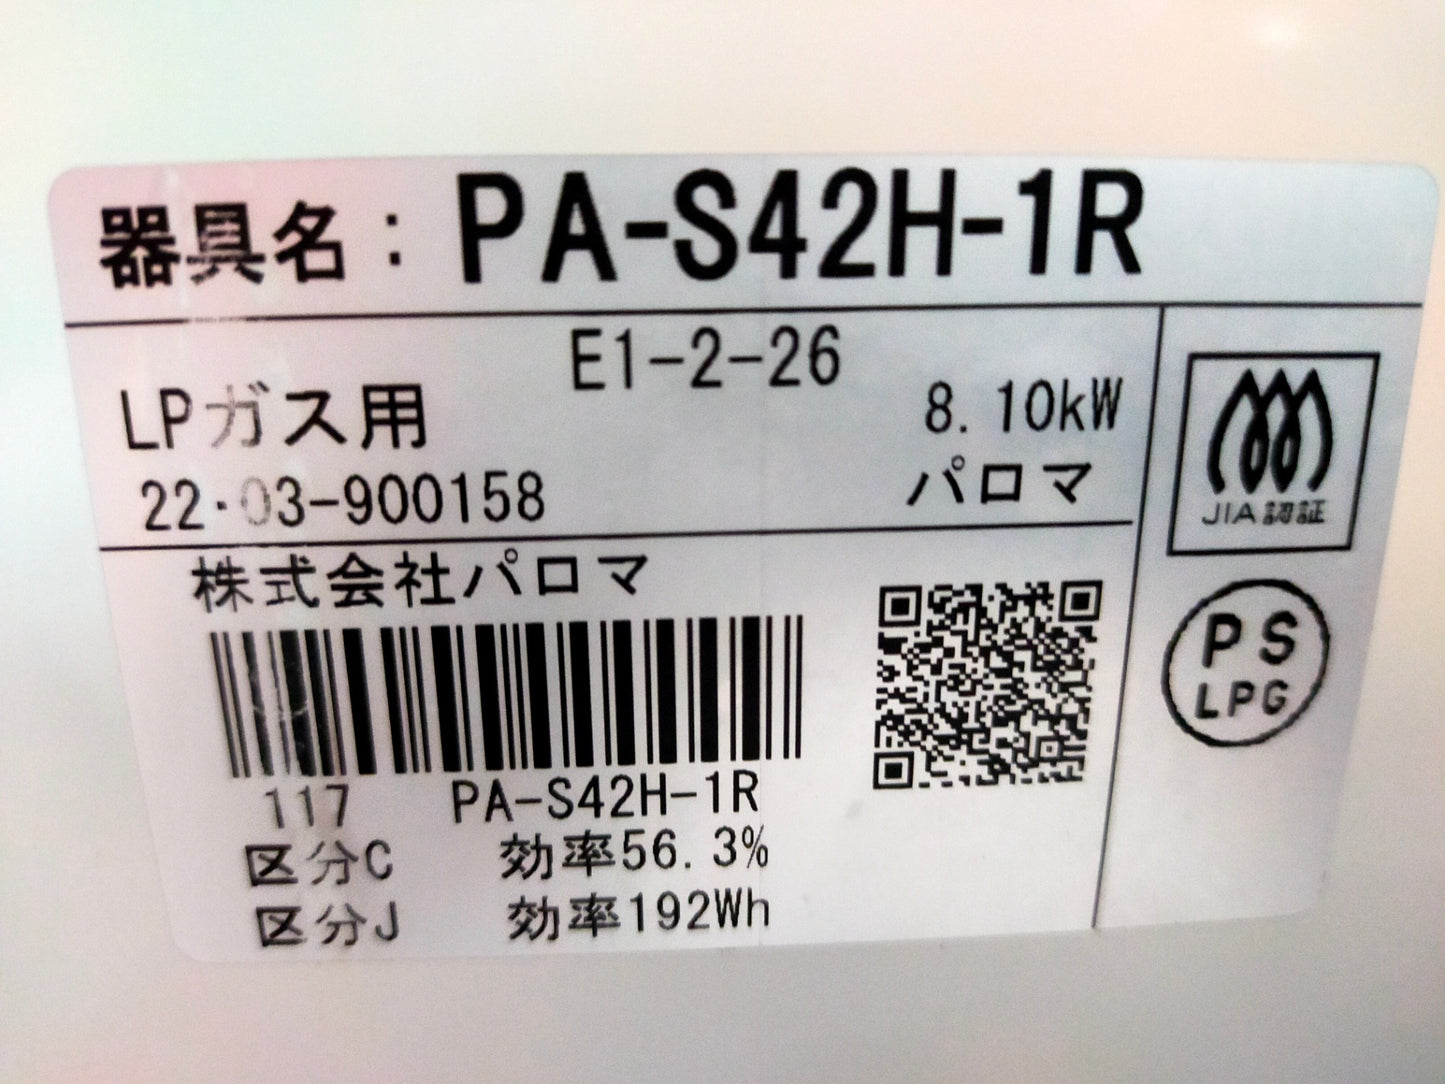 器具名：PA-S42H-1R
E1-2-26
LPガス用
8.10kW
22・03-900158
パロマ
JIA認証
PS
LPG
株式会社パロマ
117 PA-S42H-1R
区分C 効率56.3%
区分J 効率192Wh